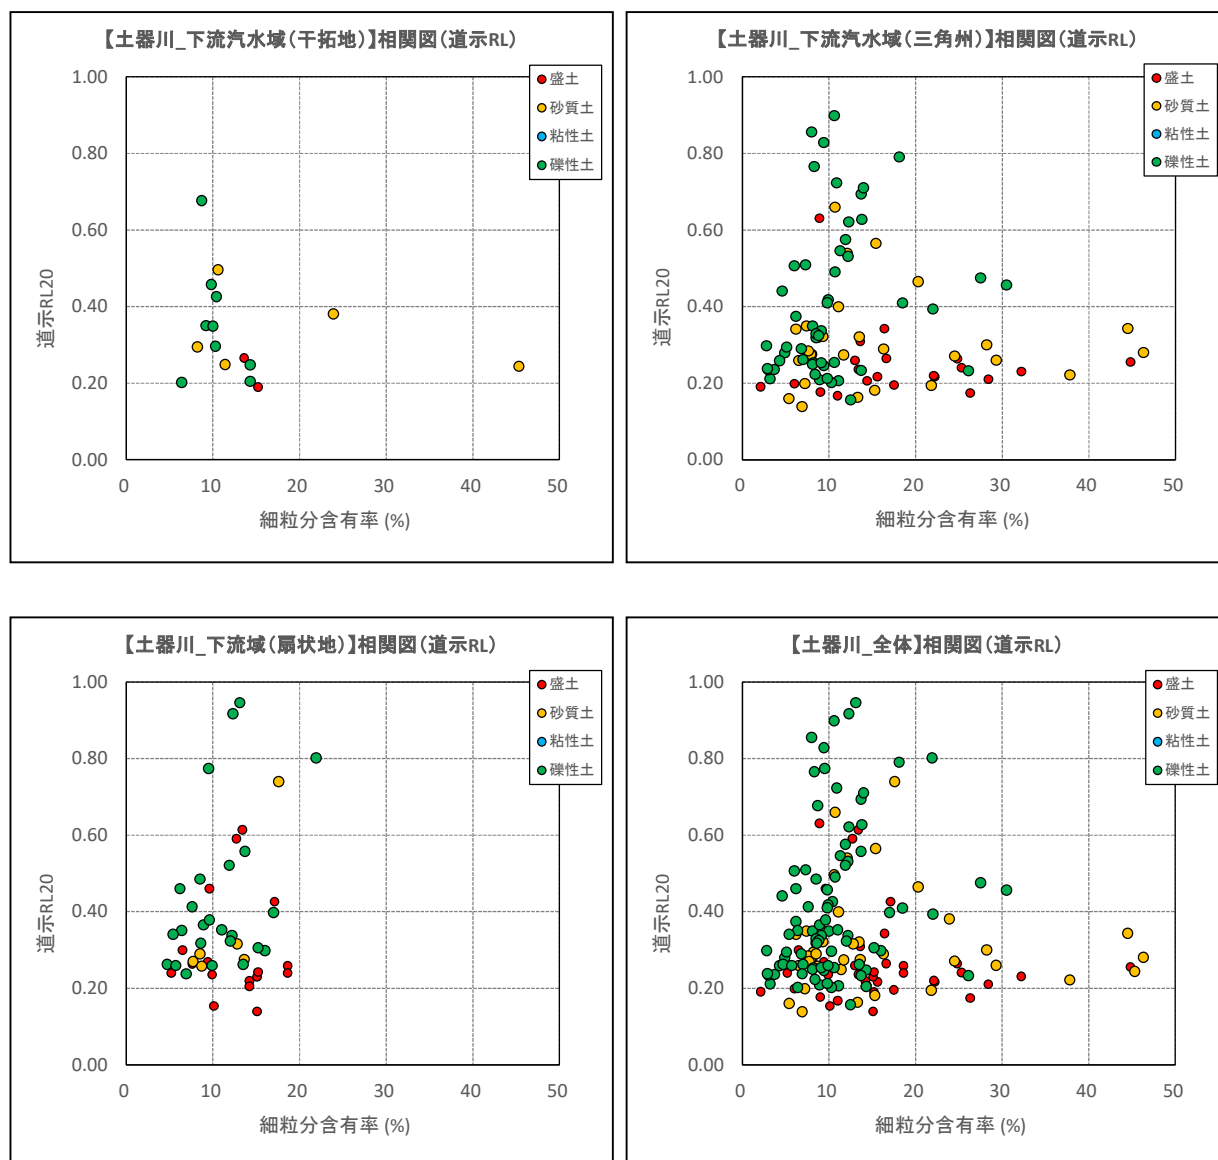 【土器川_下流汽水域(干拓地)】相関図(道示RL)
1.00
0.80
0.60
0.40
0.20
0.00
道示RL20
0 10 20 30 40 50
細粒分含有率 (%)
盛土
砂質土
粘性土
礫性土
【土器川_下流汽水域(三角州)】相関図(道示RL)
1.00
0.80
0.60
0.40
0.20
0.00
道示RL20
0 10 20 30 40 50
細粒分含有率 (%)
盛土
砂質土
粘性土
礫性土
【土器川_下流域(扇状地)】相関図(道示RL)
1.00
0.80
0.60
0.40
0.20
0.00
道示RL20
0 10 20 30 40 50
細粒分含有率 (%)
盛土
砂質土
粘性土
礫性土
【土器川_全体】相関図(道示RL)
1.00
0.80
0.60
0.40
0.20
0.00
道示RL20
0 10 20 30 40 50
細粒分含有率 (%)
盛土
砂質土
粘性土
礫性土